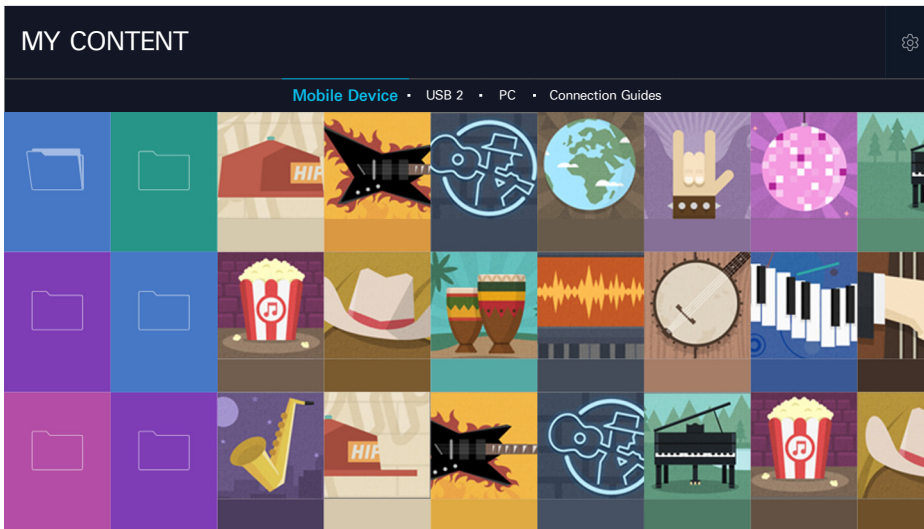 MY CONTENT
Mobile Device • USB 2 • PC • Connection Guides
HIP
HIP